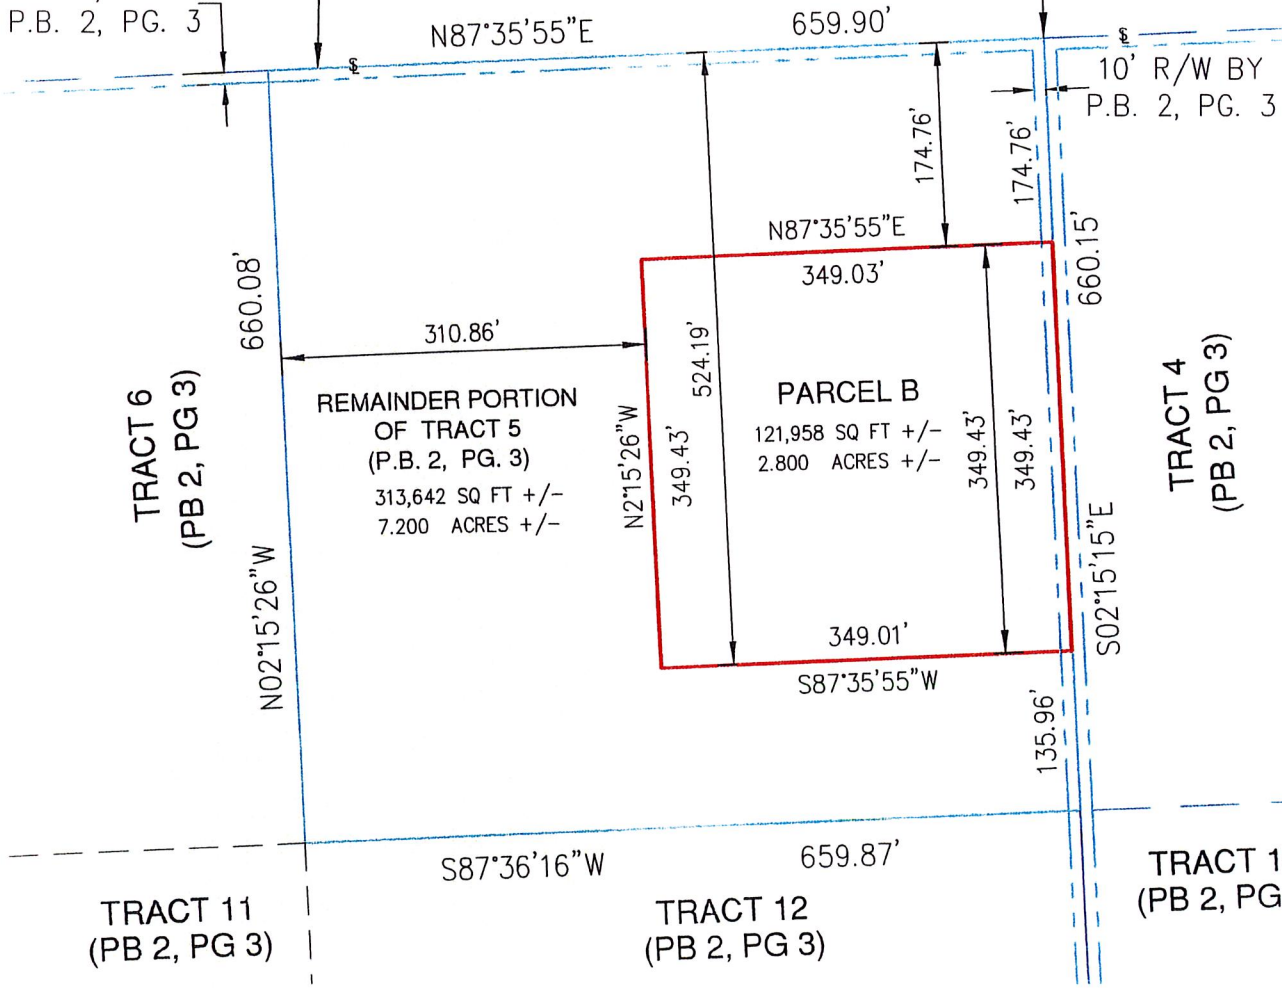 P.B. 2, PG. 3
N87°35'55"E
659.90'
℄
℄
10' R/W BY
P.B. 2, PG. 3
174.76'
174.76'
N87°35'55"E
349.03'
660.15'
660.08'
310.86'
524.19'
TRACT 6
(PB 2, PG 3)
REMAINDER PORTION
OF TRACT 5
(P.B. 2, PG. 3)
313,642 SQ FT +/-
7.200 ACRES +/-
N2°15'26"W
349.43'
PARCEL B
121,958 SQ FT +/-
2.800 ACRES +/-
349.43'
349.43'
TRACT 4
(PB 2, PG 3)
N02°15'26"W
S02°15'15"E
349.01'
S87°35'55"W
135.96'
S87°36'16"W
659.87'
TRACT 11
(PB 2, PG 3)
TRACT 12
(PB 2, PG 3)
TRACT 1
(PB 2, PG